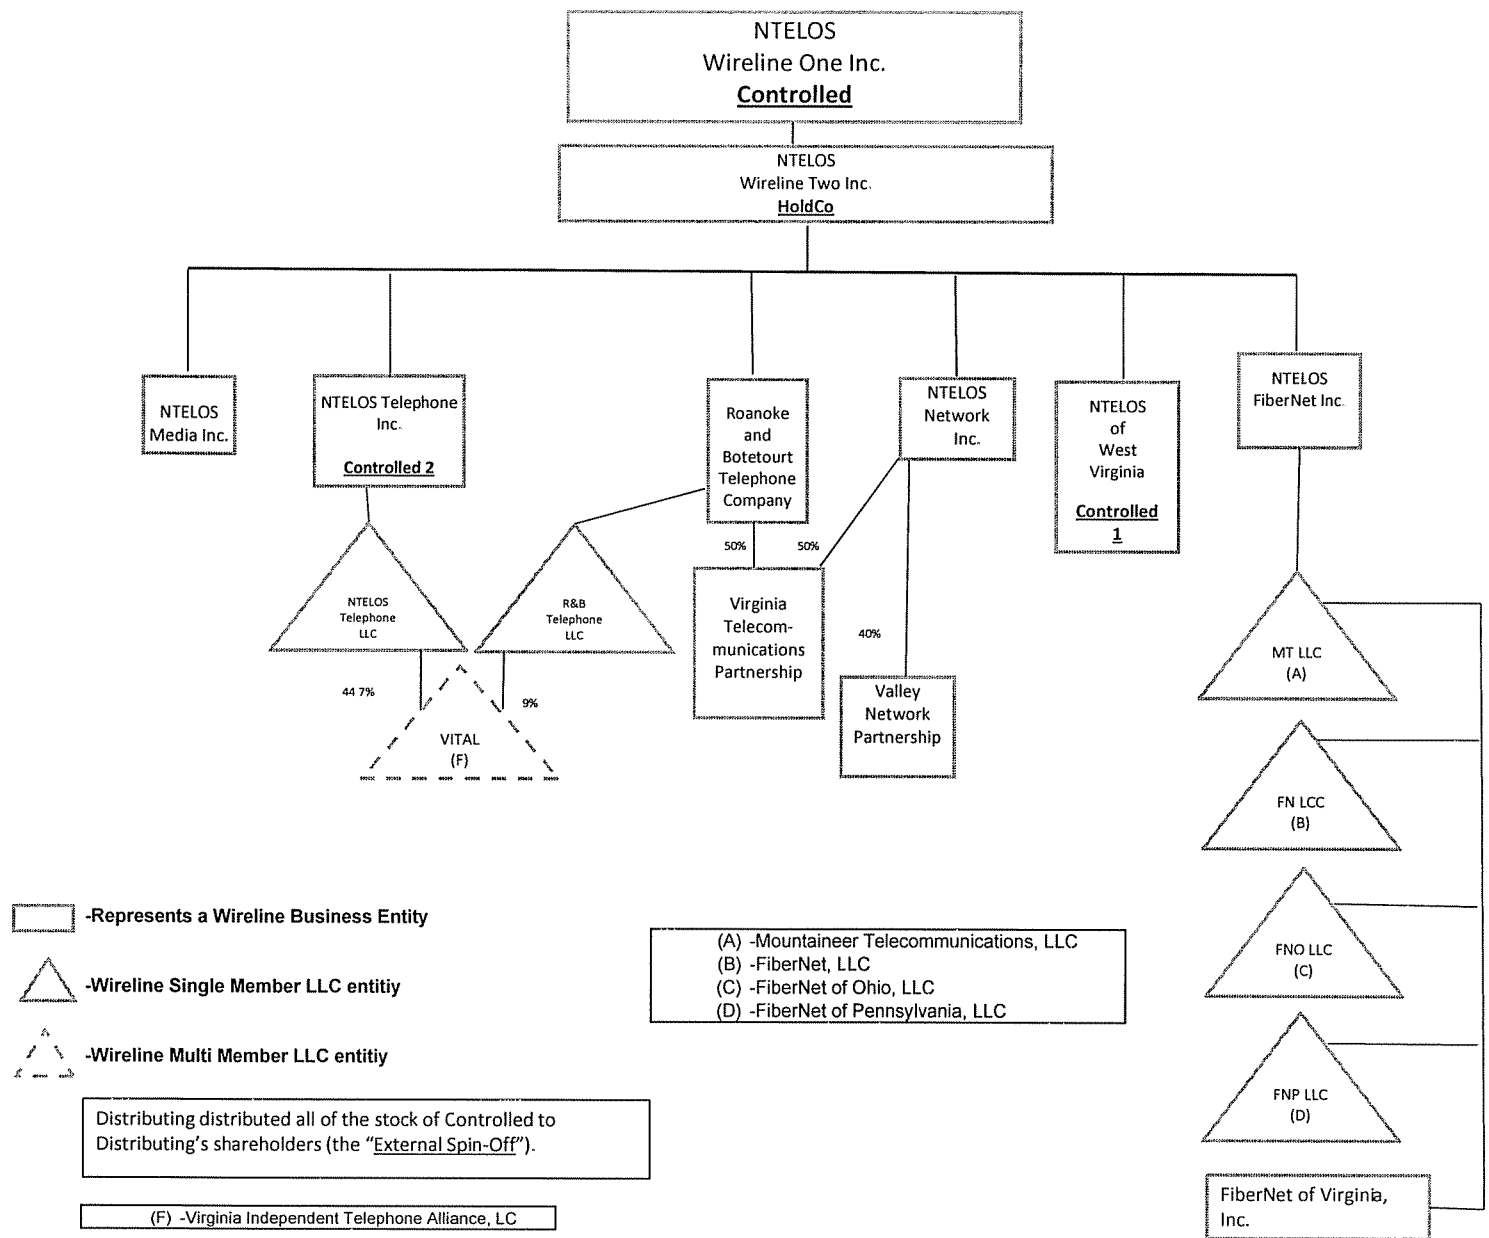 NTELOS
Wireline One Inc.
Controlled
NTELOS
Wireline Two Inc.
HoldCo
NTELOS
Media Inc.
NTELOS Telephone
Inc.
Controlled 2
Roanoke
and
Botetourt
Telephone
Company
NTELOS
Network
Inc.
NTELOS
of
West
Virginia
Controlled
1
NTELOS
FiberNet Inc.
NTELOS
Telephone
LLC
R&B
Telephone
LLC
50%
50%
Virginia
Telecom-
munications
Partnership
40%
Valley
Network
Partnership
44 7%
9%
VITAL
(F)
MT LLC
(A)
FN LCC
(B)
FNO LLC
(C)
FNP LLC
(D)
FiberNet of Virginia,
Inc.
-Represents a Wireline Business Entity
-Wireline Single Member LLC entitiy
-Wireline Multi Member LLC entitiy
(A) -Mountaineer Telecommunications, LLC
(B) -FiberNet, LLC
(C) -FiberNet of Ohio, LLC
(D) -FiberNet of Pennsylvania, LLC
Distributing distributed all of the stock of Controlled to
Distributing's shareholders (the "External Spin-Off").
(F) -Virginia Independent Telephone Alliance, LC